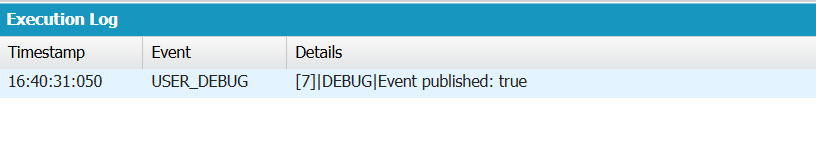 Execution Log
Timestamp Event Details
16:40:31:050 USER_DEBUG [7]|DEBUG|Event published: true